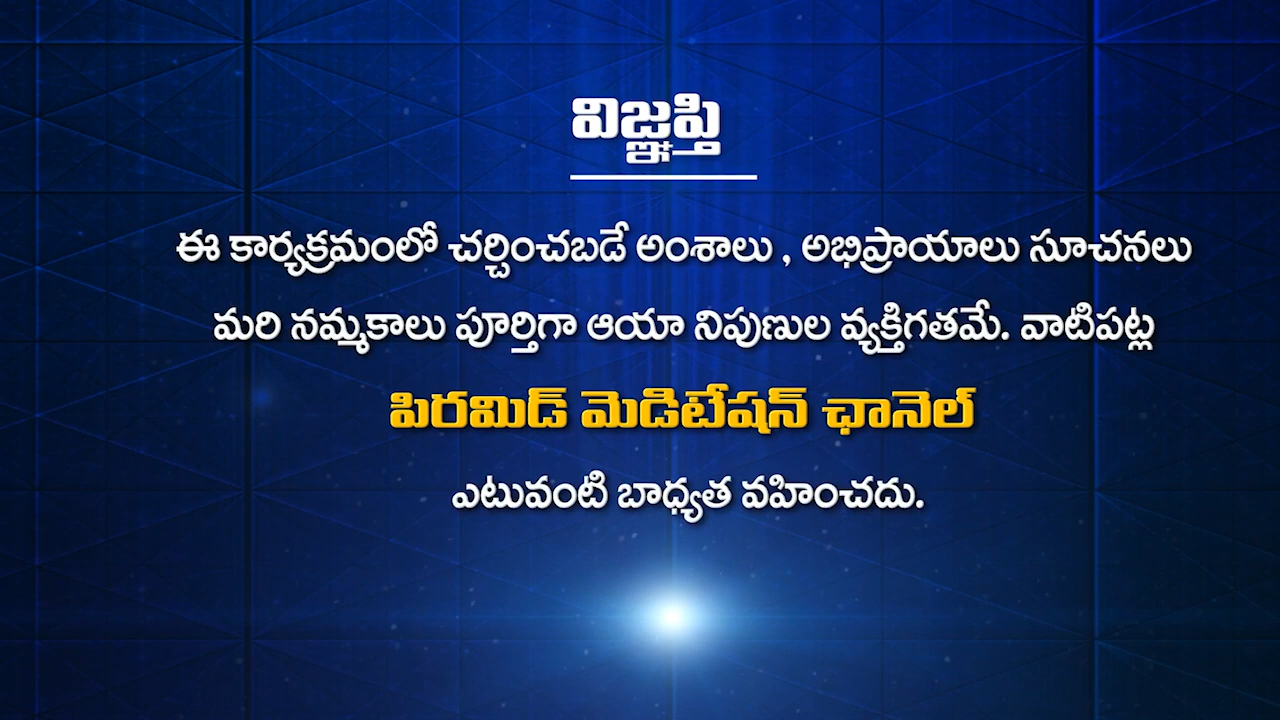 విజ్ఞప్తి
ఈ కార్యక్రమంలో చర్చించబడే అంశాలు , అభిప్రాయాలు సూచనలు
మరి నమ్మకాలు పూర్తిగా ఆయా నిపుణుల వ్యక్తిగతమే. వాటిపట్ల
పిరమిడ్ మెడిటేషన్ ఛానెల్
ఎటువంటి బాధ్యత వహించదు.